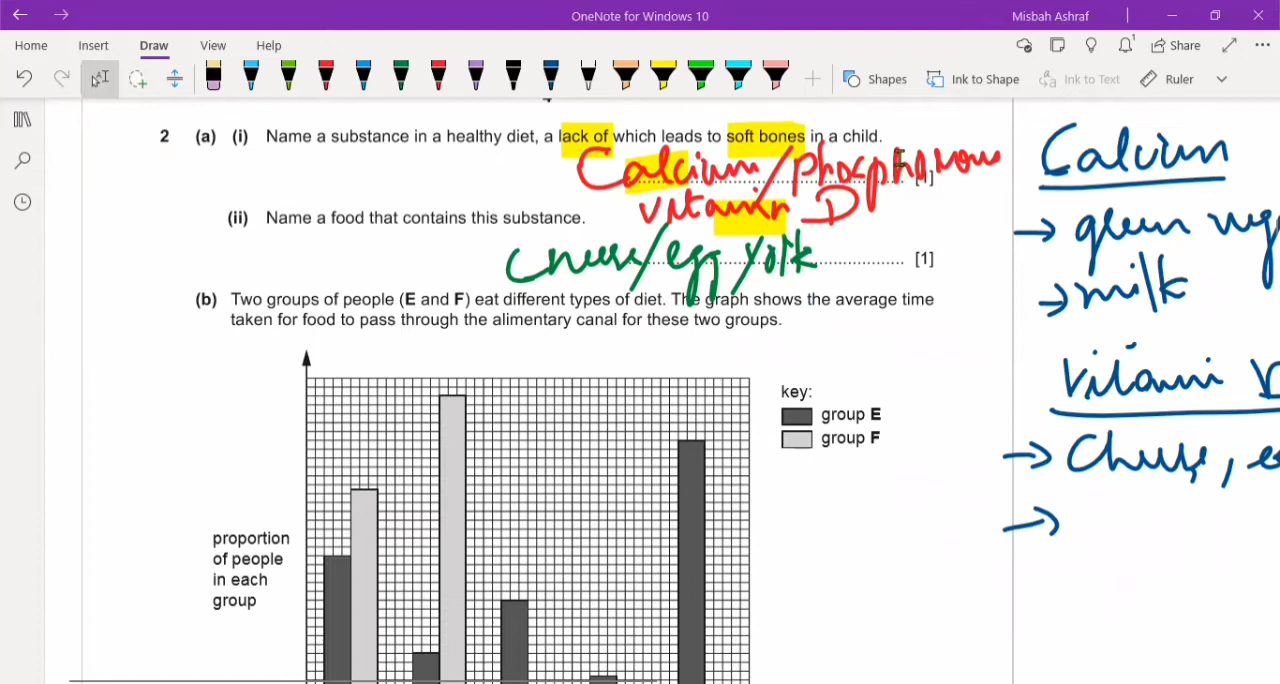 OneNote for Windows 10
Misbah Ashraf
Home Insert Draw View Help
Share
Shapes Ink to Shape Ink to Text Ruler
2 (a) (i) Name a substance in a healthy diet, a lack of which leads to soft bones in a child.
Calcium/phosphorous
[1]
vitamin D
(ii) Name a food that contains this substance.
cheese/egg yolk
[1]
(b) Two groups of people (E and F) eat different types of diet. The graph shows the average time
taken for food to pass through the alimentary canal for these two groups.
key:
group E
group F
proportion
of people
in each
group
Calcium
→ green
→ milk
Vitamin D
→ Cheese,
→